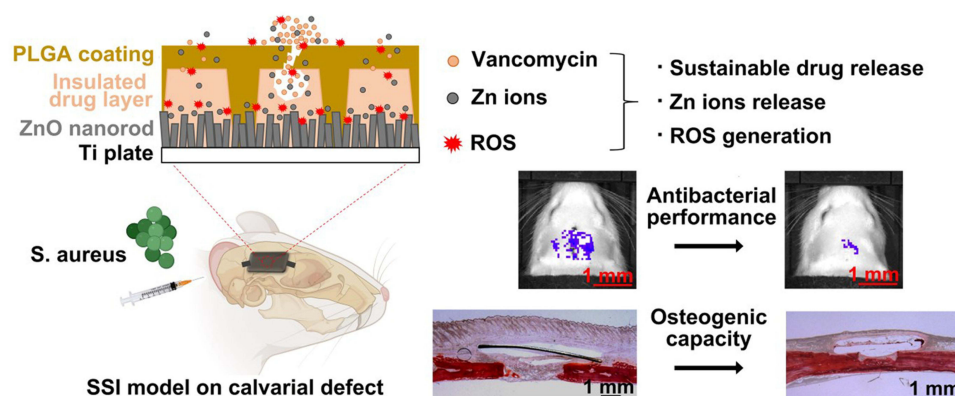 PLGA coating
Insulated
drug layer
ZnO nanorod
Ti plate
Vancomycin
Zn ions
ROS
· Sustainable drug release
· Zn ions release
· ROS generation
S. aureus
SSI model on calvarial defect
Antibacterial
performance
1 mm
1 mm
Osteogenic
capacity
1 mm
1 mm